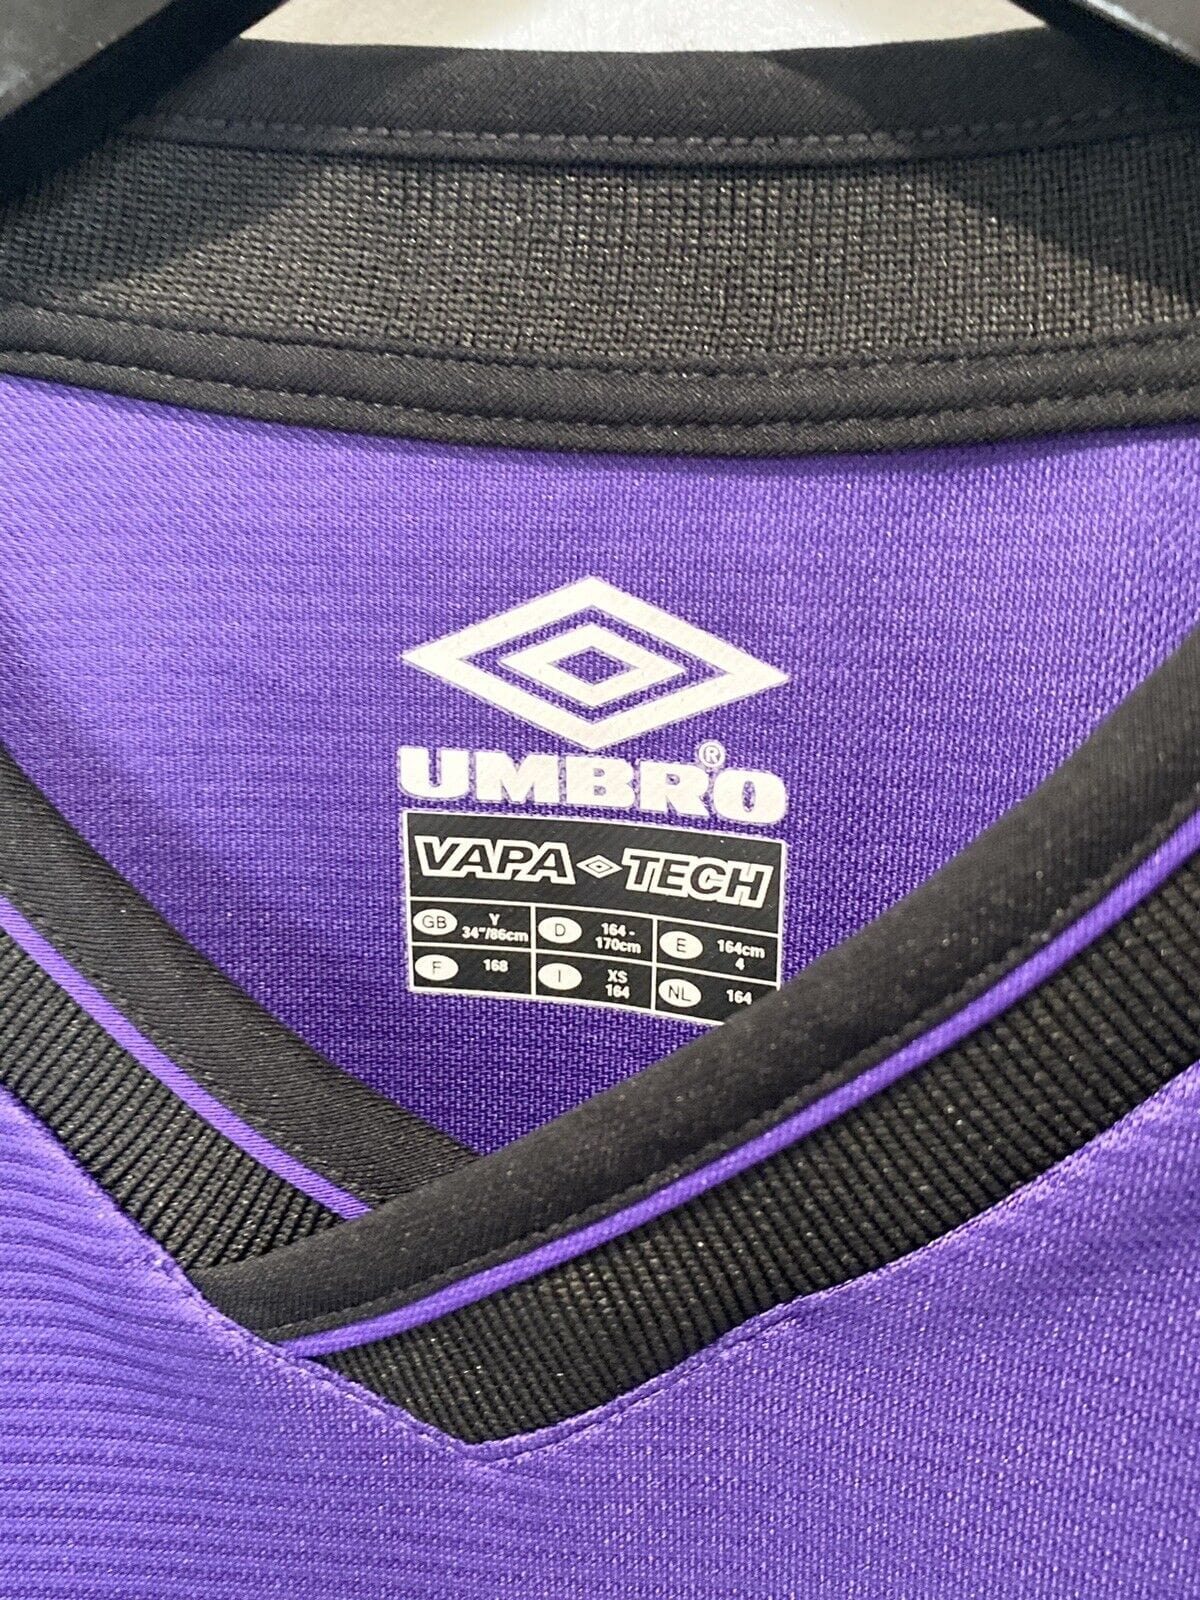 UMBRO®
VAPA TECH
GB Y 34"/86cm
D 164 - 170cm
E 164cm 4
F 168
I XS 164
NL 164